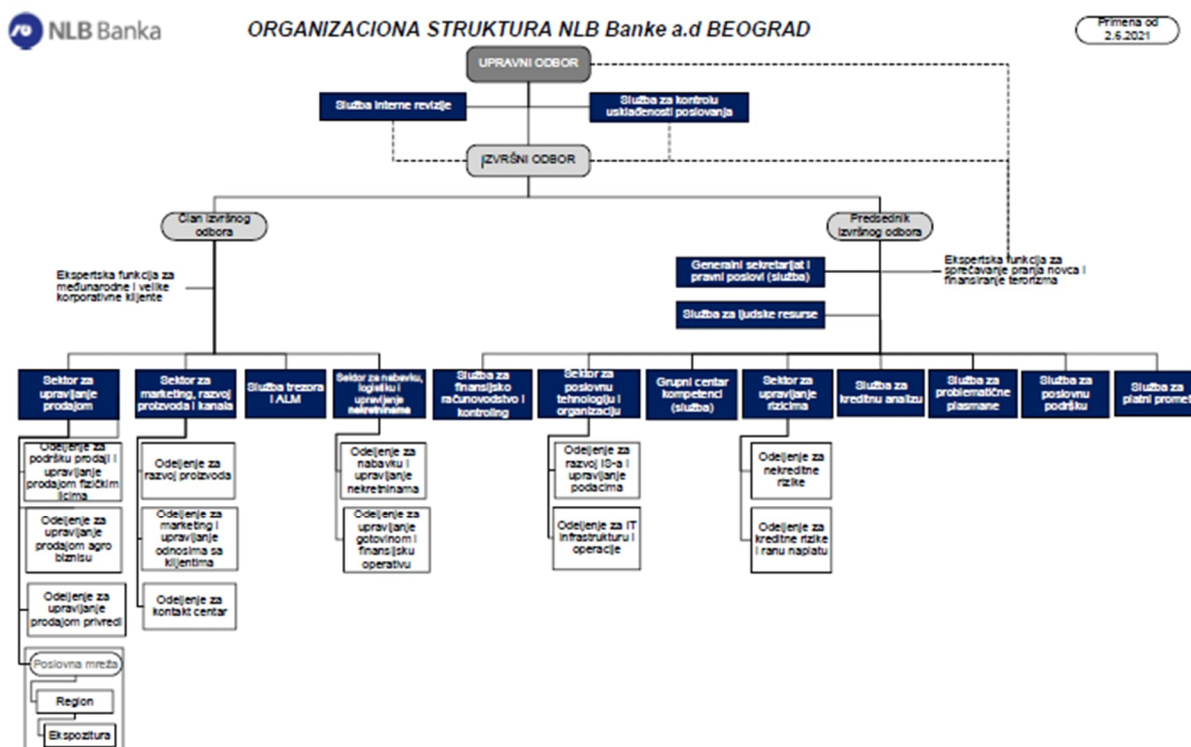 NLB Banka
ORGANIZACIONA STRUKTURA NLB Banke a.d BEOGRAD
Primena od
2.6.2021
UPRAVNI ODBOR
Služba interne revizije
Služba za kontrolu
usklađenosti poslovanja
IZVRŠNI ODBOR
Član izvršnog
odbora
Predsednik
izvršnog odbora
Ekspertska funkcija za
međunarodne i velike
korporativne klijente
Generalni sekretarijat i
pravni poslovi (služba)
Ekspertska funkcija za
sprečavanje pranja novca i
finansiranje terorizma
Služba za ljudske resurse
Sektor za
upravljanje
prodajom
Sektor za
marketing, razvoj
proizvoda i kanala
Služba trezora
i ALM
Sektor za nabavku,
logistiku i
upravljanje
nekretninama
Služba za
finansijsko
računovodstvo i
kontroling
Sektor za
poslovnu
tehnologiju i
organizaciju
Grupni centar
kompetenci
(služba)
Sektor za
upravljanje
rizicima
Služba za
kreditnu analizu
Služba za
problematične
plasmane
Služba za
poslovnu
podršku
Služba za
platni promet
Odeljenje za
podršku prodaji i
upravljanje
prodajom fizičkim
licima
Odeljenje za
razvoj proizvoda
Odeljenje za
nabavku i
upravljanje
nekretninama
Odeljenje za
razvoj IS-a i
upravljanje
podacima
Odeljenje za
nekreditne
rizike
Odeljenje za
upravljanje
prodajom agro
biznisu
Odeljenje za
marketing i
upravljanje
odnosima sa
klijentima
Odeljenje za
upravljanje
gotovinom i
finansijsku
operativu
Odeljenje za IT
infrastrukturu i
operacije
Odeljenje za
kreditne rizike
i ranu naplatu
Odeljenje za
upravljanje
prodajom privredi
Odeljenje za
kontakt centar
Poslovna mreža
Region
Ekspozitura